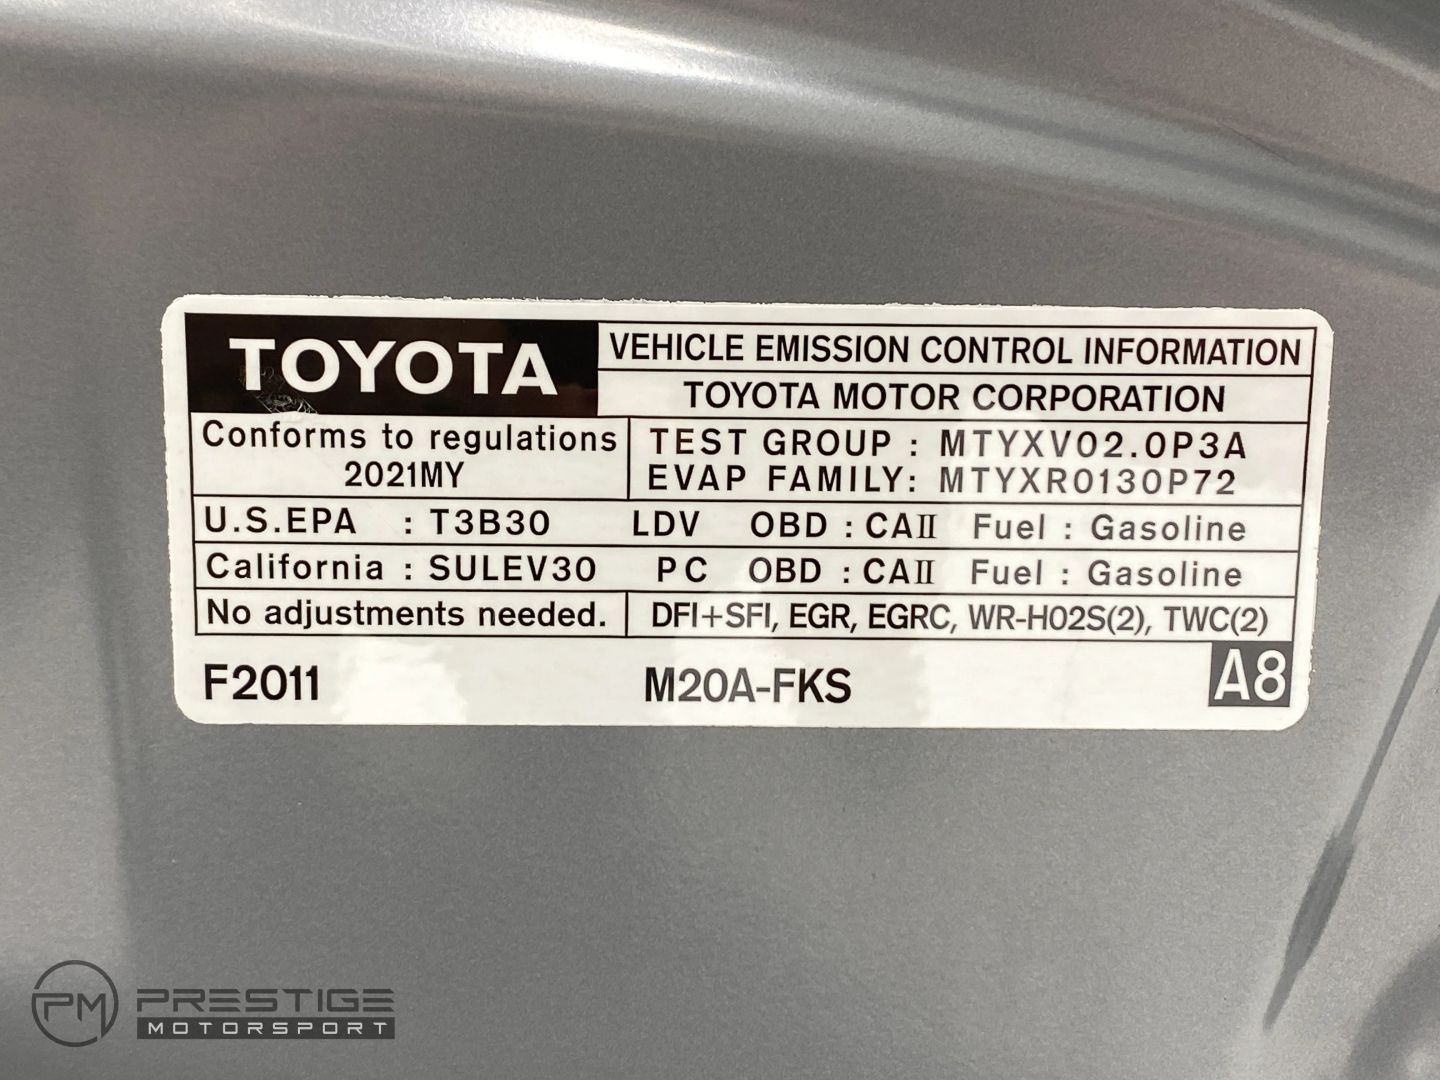 TOYOTA
VEHICLE EMISSION CONTROL INFORMATION
TOYOTA MOTOR CORPORATION
Conforms to regulations
2021MY
TEST GROUP : MTYXV02.0P3A
EVAP FAMILY: MTYXR0130P72
U.S.EPA : T3B30 LDV OBD : CAII Fuel : Gasoline
California : SULEV30 PC OBD : CAII Fuel : Gasoline
No adjustments needed. DFI+SFI, EGR, EGRC, WR-HO2S(2), TWC(2)
F2011 M20A-FKS A8
PM PRESTIGE
MOTORSPORT